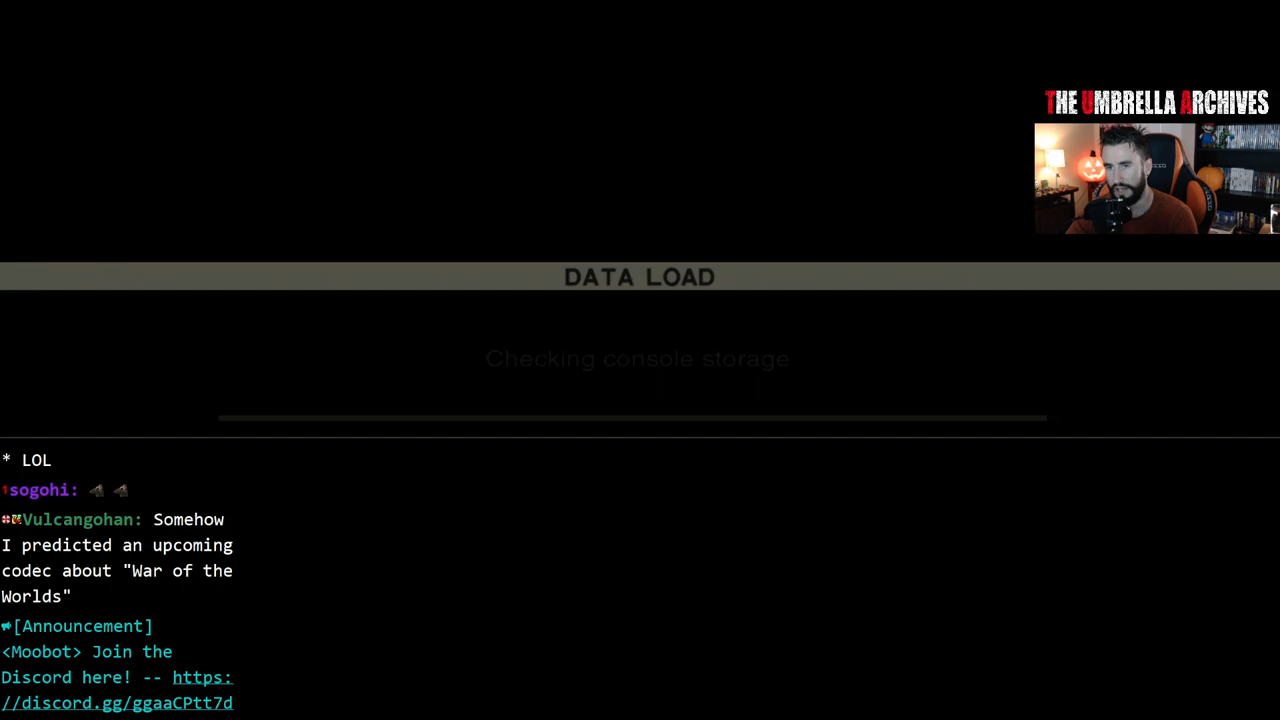 THE UMBRELLA ARCHIVES
DATA LOAD
Checking console storage
* LOL
sogohi:
Vulcangohan: Somehow
I predicted an upcoming
codec about "War of the
Worlds"
[Announcement]
<Moobot> Join the
Discord here! -- https:
//discord.gg/ggaaCPtt7d